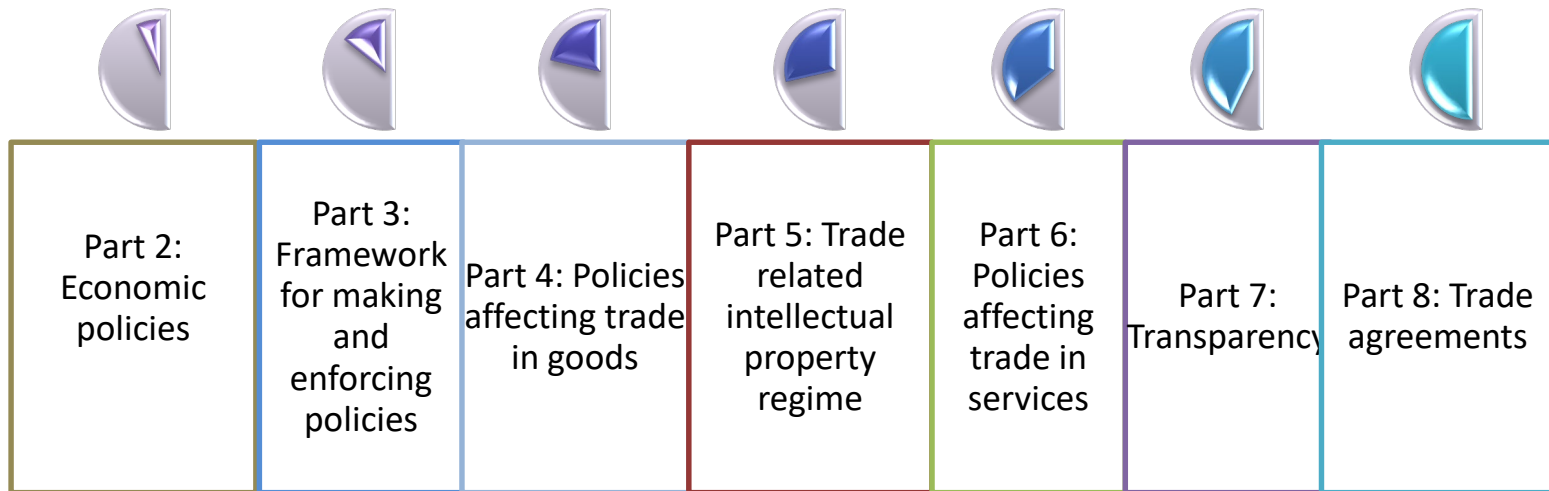 Part 2:
Economic
policies
Part 3:
Framework
for making
and
enforcing
policies
Part 4: Policies
affecting trade
in goods
Part 5: Trade
related
intellectual
property
regime
Part 6:
Policies
affecting
trade in
services
Part 7:
Transparency
Part 8: Trade
agreements